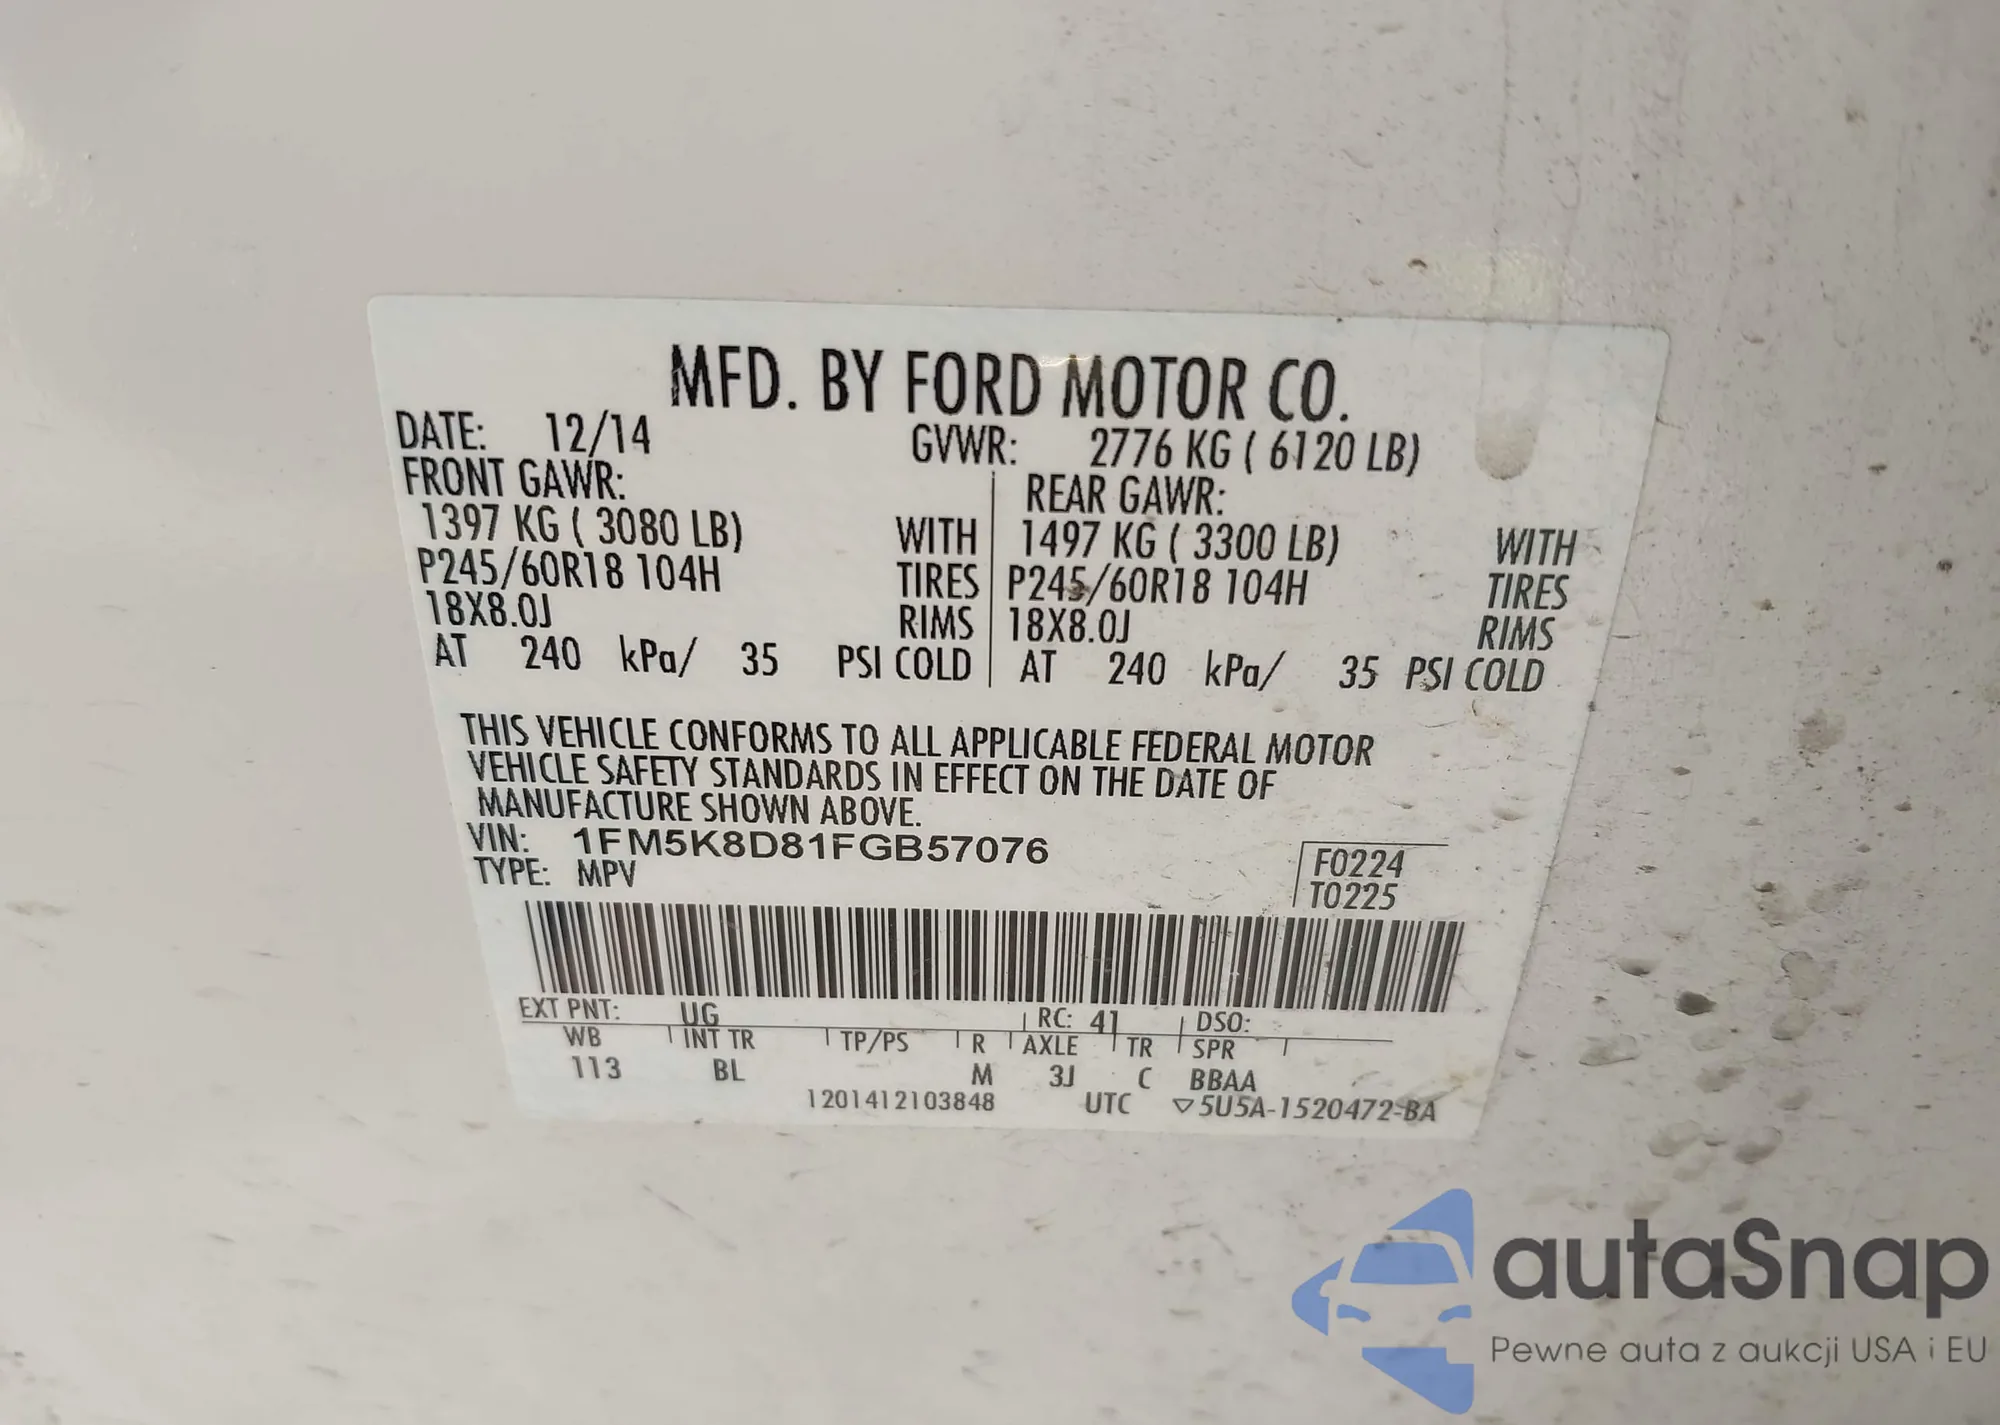 MFD. BY FORD MOTOR CO.
DATE: 12/14 GVWR: 2776 KG ( 6120 LB)
FRONT GAWR: REAR GAWR:
1397 KG ( 3080 LB) WITH 1497 KG ( 3300 LB) WITH
P245/60R18 104H TIRES P245/60R18 104H TIRES
18X8.0J RIMS 18X8.0J RIMS
AT 240 kPa/ 35 PSI COLD AT 240 kPa/ 35 PSI COLD
THIS VEHICLE CONFORMS TO ALL APPLICABLE FEDERAL MOTOR
VEHICLE SAFETY STANDARDS IN EFFECT ON THE DATE OF
MANUFACTURE SHOWN ABOVE.
VIN: 1FM5K8D81FGB57076
TYPE: MPV
F0224
T0225
EXT PNT: UG RC: 41 DSO:
WB INT TR TP/PS R AXLE TR SPR
113 BL M 3J C BBAA
1201412103848 UTC ▽5U5A-1520472-BA
autaSnap
Pewne auta z aukcji USA i EU